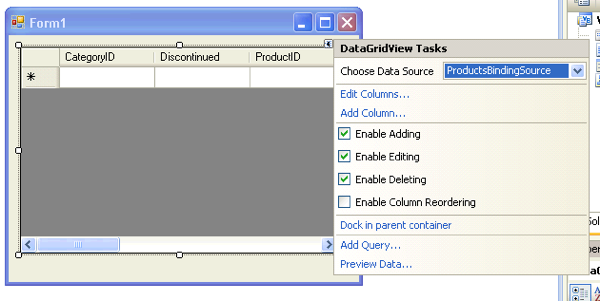 Form1
CategoryID Discontinued ProductID
DataGridView Tasks
Choose Data Source ProductsBindingSource
Edit Columns...
Add Column...
Enable Adding
Enable Editing
Enable Deleting
Enable Column Reordering
Dock in parent container
Add Query...
Preview Data...